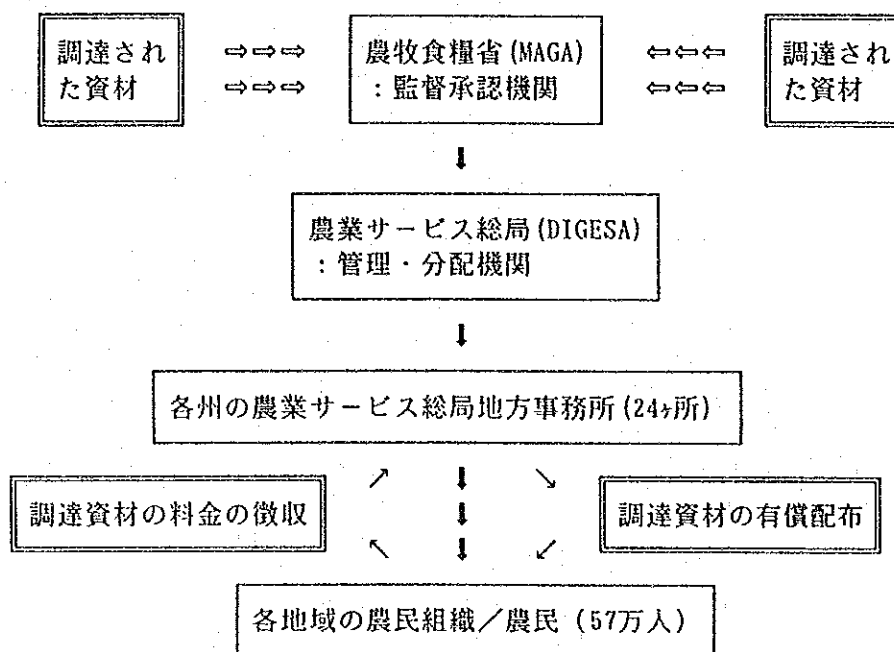 調達され
た資材
⇨⇨⇨
⇨⇨⇨
農牧食糧省(MAGA)
:監督承認機関
⇦⇦⇦
⇦⇦⇦
調達され
た資材
⬇
農業サービス総局(DIGESA)
:管理・分配機関
⬇
各州の農業サービス総局地方事務所(24ヶ所)
↗ ⬇ ↘
調達資材の料金の徴収 ⬇ 調達資材の有償配布
↖ ⬇ ↙
各地域の農民組織/農民(57万人)